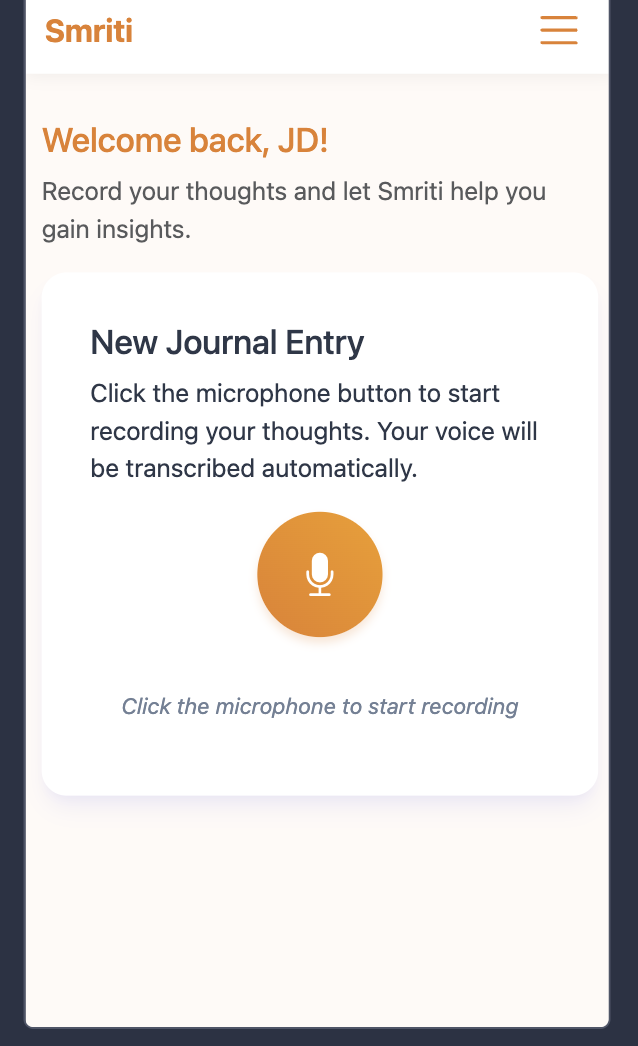 Smriti
Welcome back, JD!
Record your thoughts and let Smriti help you
gain insights.
New Journal Entry
Click the microphone button to start
recording your thoughts. Your voice will
be transcribed automatically.
Click the microphone to start recording